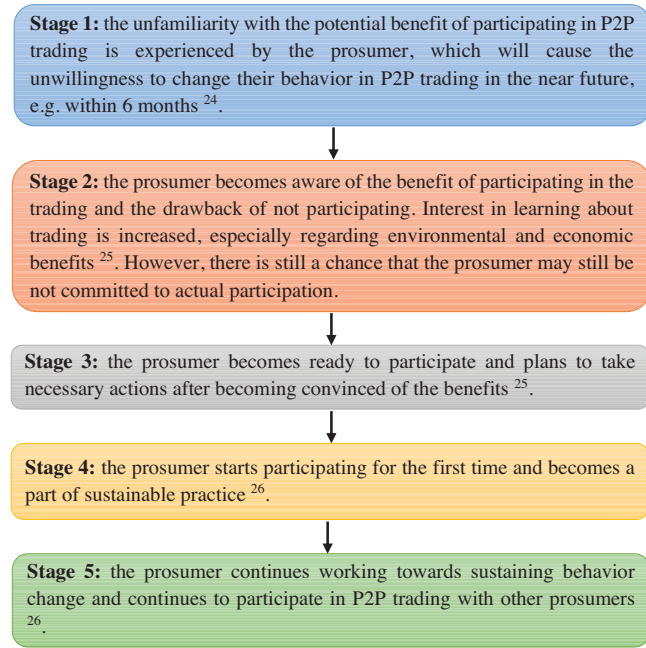 Stage 1: the unfamiliarity with the potential benefit of participating in P2P
trading is experienced by the prosumer, which will cause the
unwillingness to change their behavior in P2P trading in the near future,
e.g. within 6 months 24.
Stage 2: the prosumer becomes aware of the benefit of participating in the
trading and the drawback of not participating. Interest in learning about
trading is increased, especially regarding environmental and economic
benefits 25. However, there is still a chance that the prosumer may still be
not committed to actual participation.
Stage 3: the prosumer becomes ready to participate and plans to take
necessary actions after becoming convinced of the benefits 25.
Stage 4: the prosumer starts participating for the first time and becomes a
part of sustainable practice 26.
Stage 5: the prosumer continues working towards sustaining behavior
change and continues to participate in P2P trading with other prosumers
26.